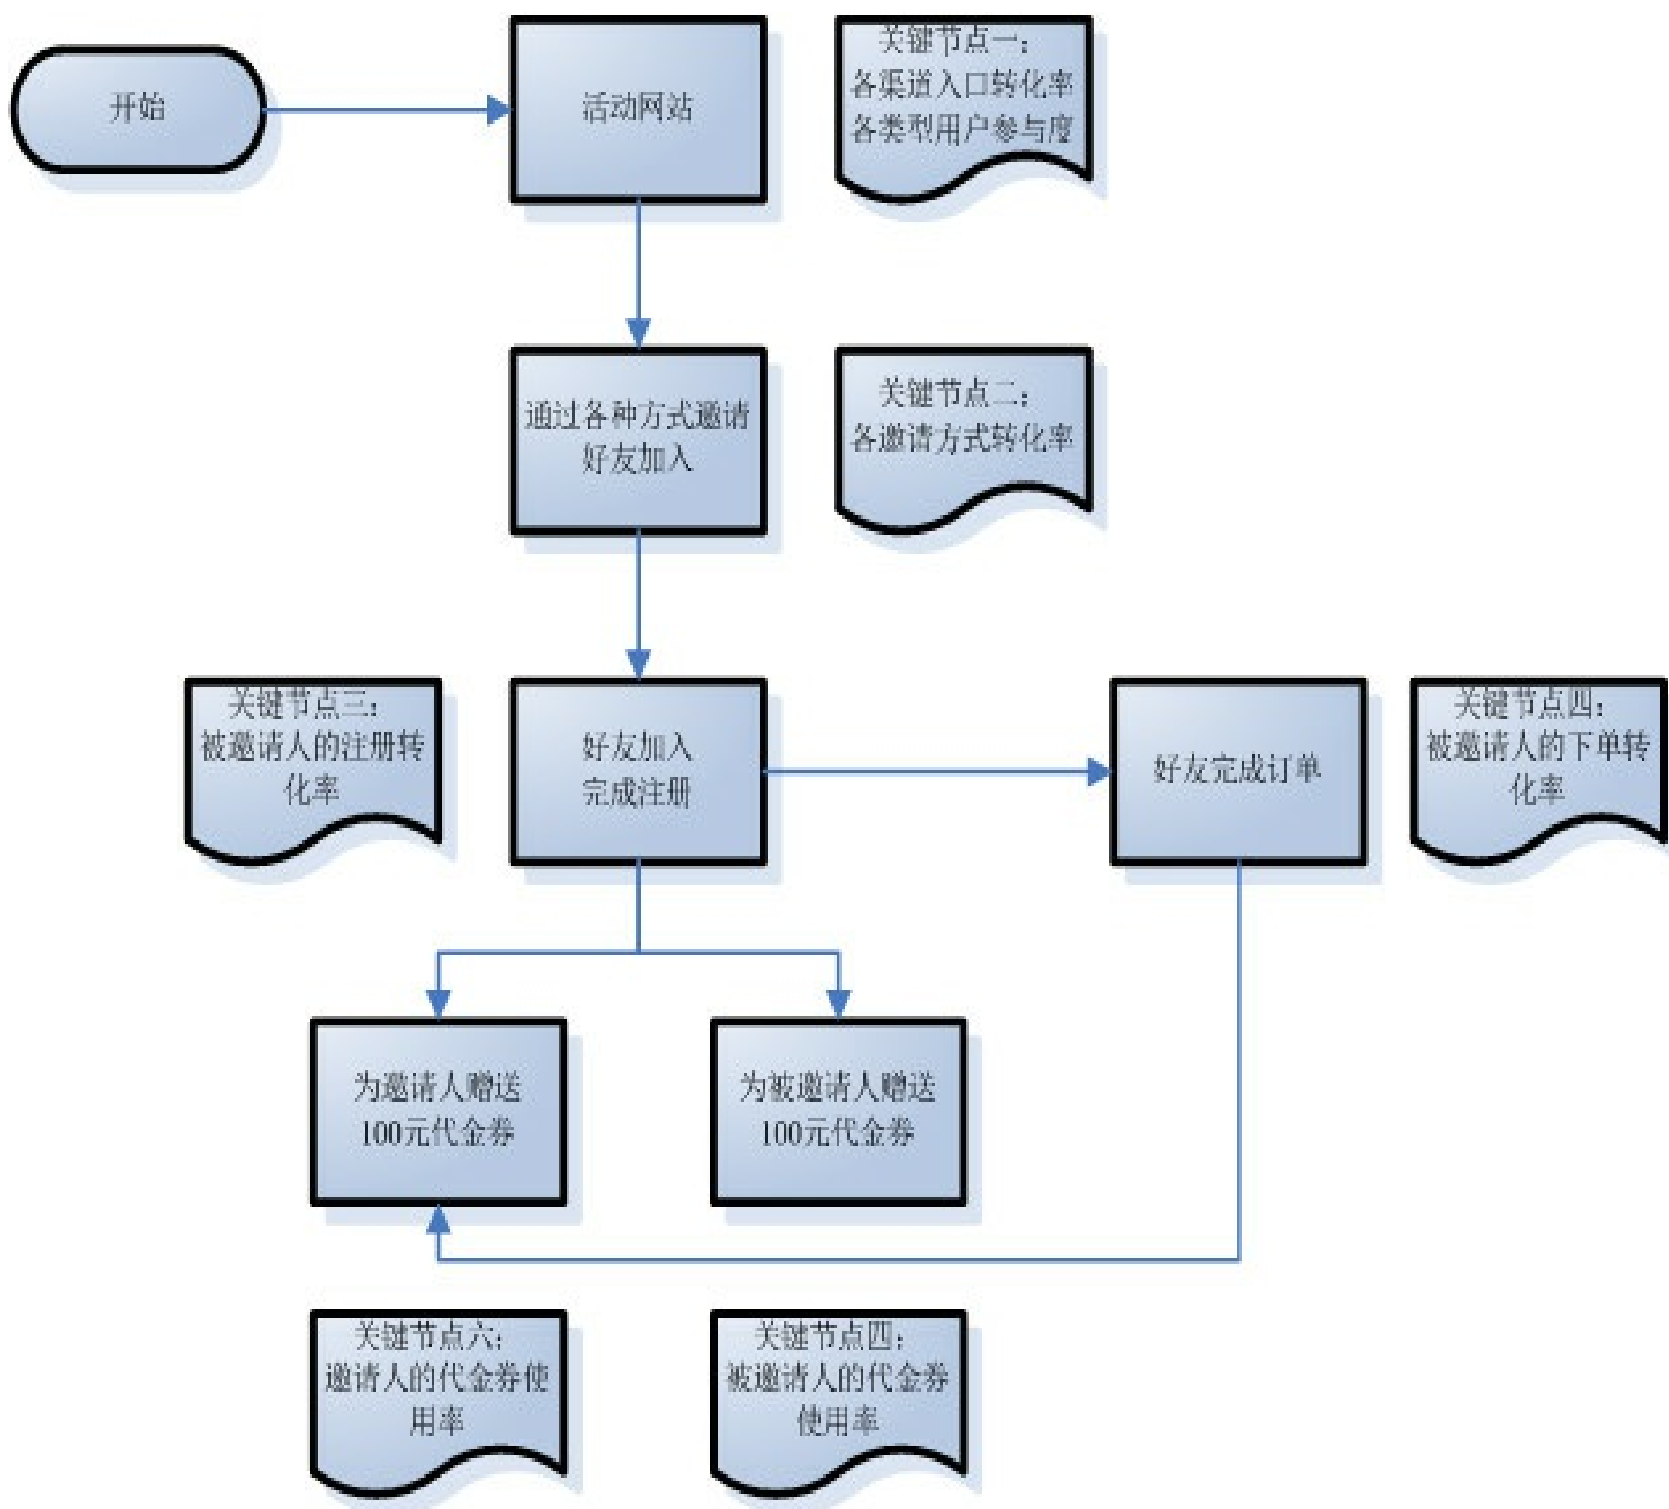 开始
活动网站
关键节点一：
各渠道入口转化率
各类型用户参与度
通过各种方式邀请
好友加入
关键节点二：
各邀请方式转化率
关键节点三：
被邀请人的注册转
化率
好友加入
完成注册
好友完成订单
关键节点四：
被邀请人的下单转
化率
为邀请人赠送
100元代金券
为被邀请人赠送
100元代金券
关键节点六：
邀请人的代金券使
用率
关键节点四：
被邀请人的代金券
使用率